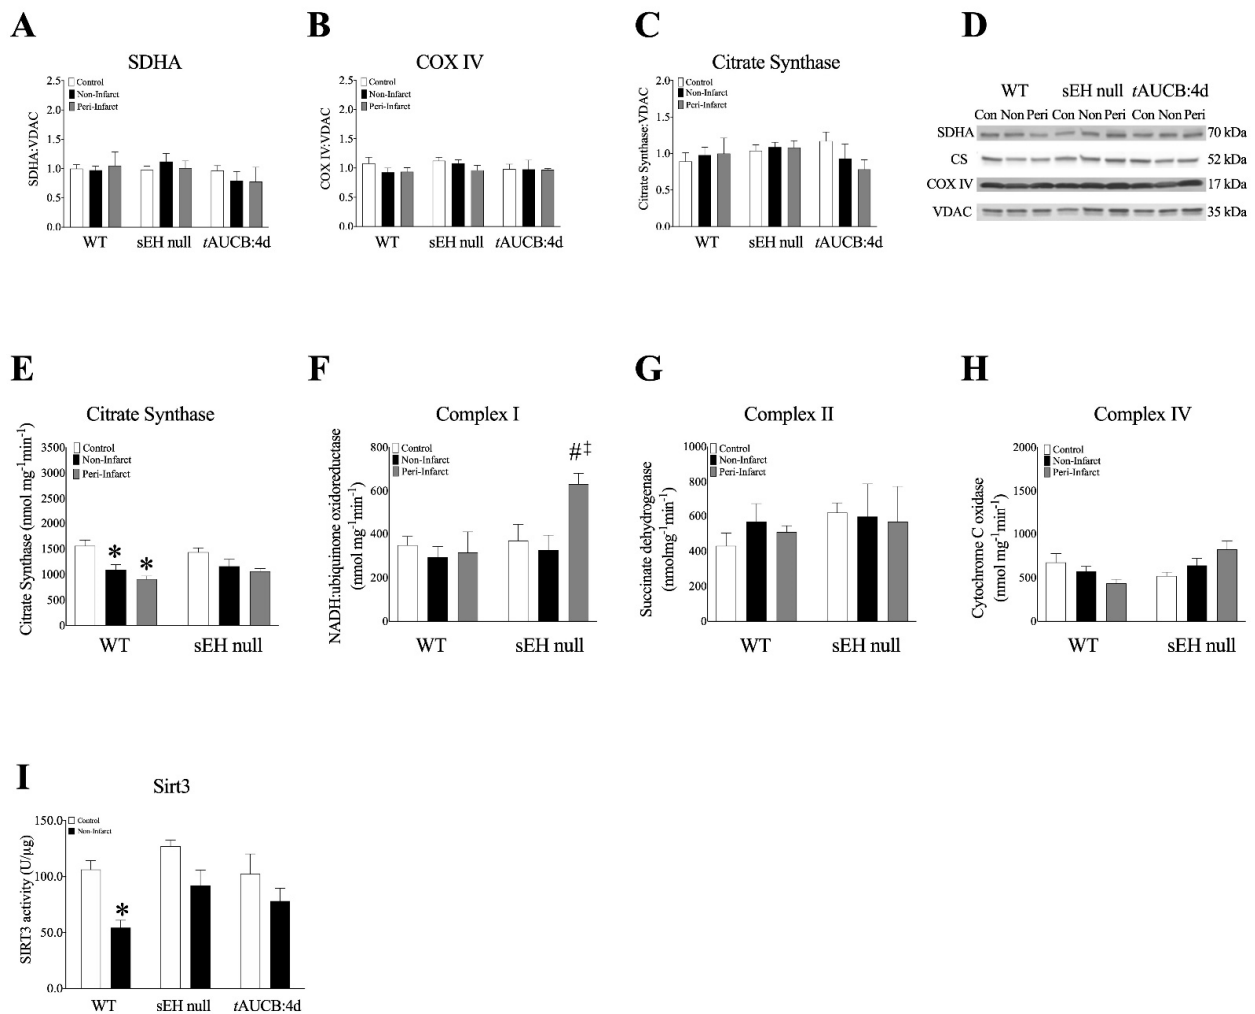 A
SDHA
SDHA:VDAC
2.5
2.0
1.5
1.0
0.5
0.0
Control
Non-Infarct
Peri-Infarct
WT sEH null tAUCB:4d
B
COX IV
COX IV:VDAC
2.5
2.0
1.5
1.0
0.5
0.0
Control
Non-Infarct
Peri-Infarct
WT sEH null tAUCB:4d
C
Citrate Synthase
Citrate Synthase:VDAC
2.0
1.5
1.0
0.5
0.0
Control
Non-Infarct
Peri-Infarct
WT sEH null tAUCB:4d
D
WT sEH null tAUCB:4d
Con Non Peri Con Non Peri Con Non Peri
SDHA 70 kDa
CS 52 kDa
COX IV 17 kDa
VDAC 35 kDa
E
Citrate Synthase
Citrate Synthase (nmol mg-1min-1)
3500
3000
2500
2000
1500
1000
500
0
Control
Non-Infarct
Peri-Infarct
* *
WT sEH null
F
Complex I
NADH:ubiquinone oxidoreductase
(nmol mg-1min-1)
800
600
400
200
0
Control
Non-Infarct
Peri-Infarct
#‡
WT sEH null
G
Complex II
Succinate dehydrogenase
(nmolmg-1min-1)
1000
800
600
400
200
0
Control
Non-Infarct
Peri-Infarct
WT sEH null
H
Complex IV
Cytochrome C oxidase
(nmol mg-1min-1)
2000
1500
1000
500
0
Control
Non-Infarct
Peri-Infarct
WT sEH null
I
Sirt3
SIRT3 activity (U/µg)
150.0
100.0
50.0
0.0
Control
Non-Infarct
*
WT sEH null tAUCB:4d